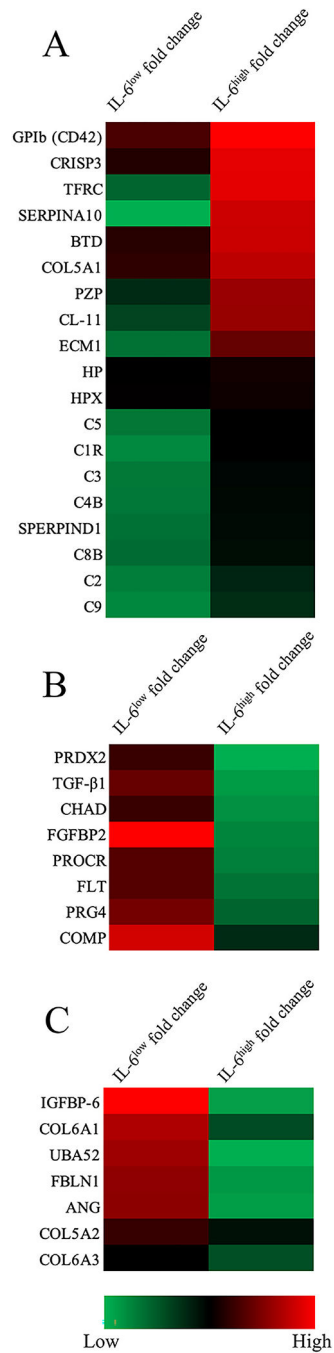 A
IL-6low fold change
IL-6high fold change
GPIb (CD42)
CRISP3
TFRC
SERPINA10
BTD
COL5A1
PZP
CL-11
ECM1
HP
HPX
C5
C1R
C3
C4B
SPERPIND1
C8B
C2
C9
B
IL-6low fold change
IL-6high fold change
PRDX2
TGF-β1
CHAD
FGFBP2
PROCR
FLT
PRG4
COMP
C
IL-6low fold change
IL-6high fold change
IGFBP-6
COL6A1
UBA52
FBLN1
ANG
COL5A2
COL6A3
Low
High